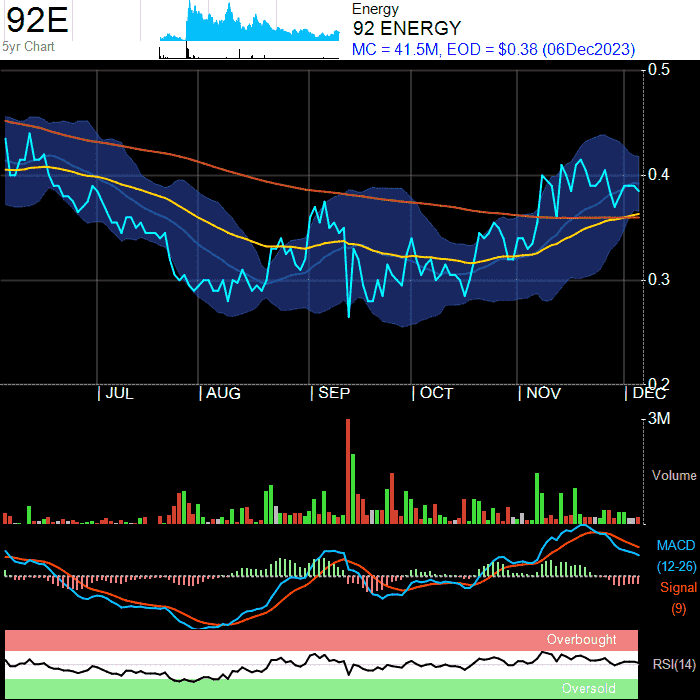 92E
5yr Chart
Energy
92 ENERGY
MC = 41.5M, EOD = $0.38 (06Dec2023)
0.5
0.4
0.3
0.2
| JUL | AUG | SEP | OCT | NOV | DEC
3M
Volume
MACD
(12-26)
Signal
(9)
Overbought
RSI(14)
Oversold